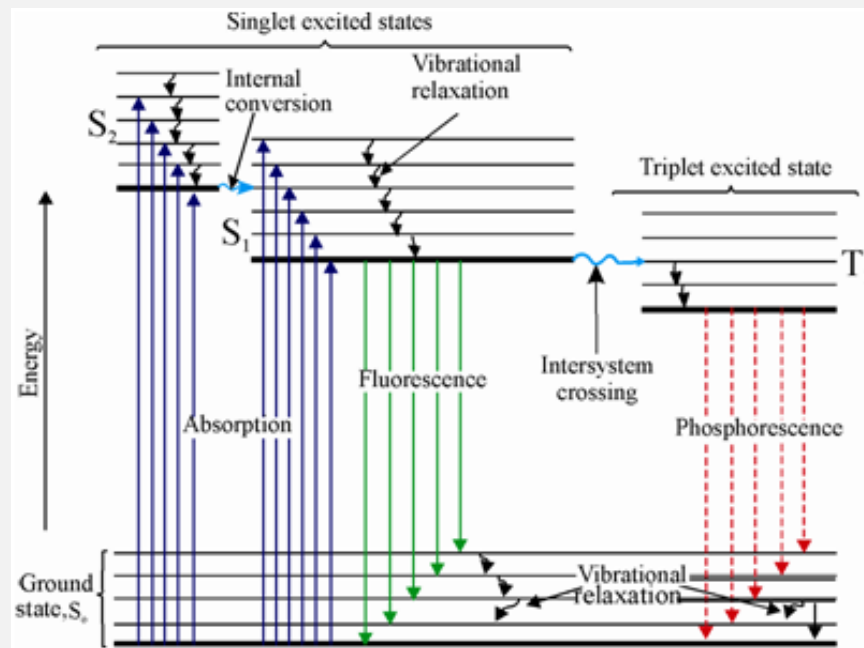 Singlet excited states
Internal
conversion
Vibrational
relaxation
S₂
Triplet excited state
S₁
T
Energy
Absorption
Fluorescence
Intersystem
crossing
Phosphorescence
Ground
state,Sₒ
Vibrational
relaxation